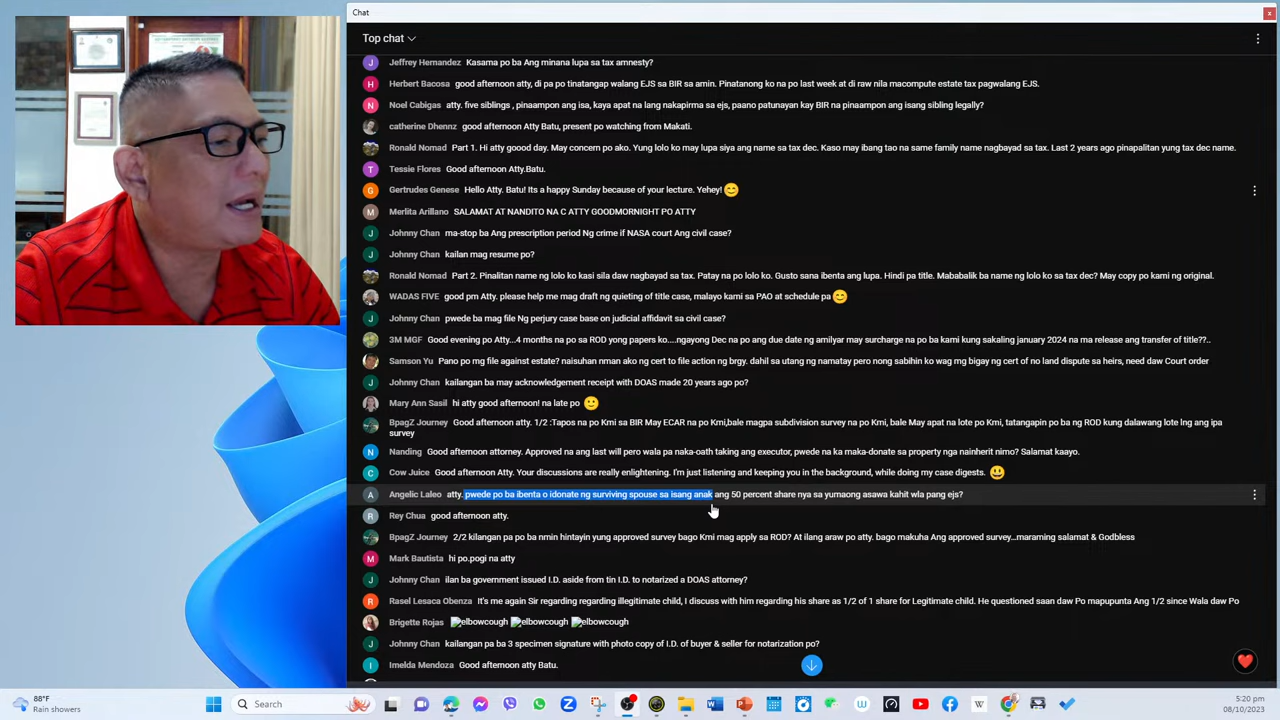 Chat
Top chat
Jeffrey Hernandez Kasama po ba Ang minana lupa sa tax amnesty?
Herbert Bacosa good afternoon atty, di pa po tinatangap walang EJS sa BIR sa amin. Pinatanong ko na po last week at di raw nila macompute estate tax pagwalang EJS.
Noel Cabigas atty. five siblings , pinaampon ang isa, kaya apat na lang nakapirma sa ejs, paano patunayan kay BIR na pinaampon ang isang sibling legally?
catherine Dhennz good afternoon Atty Batu, present po watching from Makati.
Ronald Nomad Part 1. Hi atty goood day. May concern po ako. Yung lolo ko may lupa siya ang name sa tax dec. Kaso may ibang tao na same family name nagbayad sa tax. Last 2 years ago pinapalitan yung tax dec name.
Tessie Flores Good afternoon Atty.Batu.
G Gertrudes Genese Hello Atty. Batu! Its a happy Sunday because of your lecture. Yehey! 😊
M Merlita Arillano SALAMAT AT NANDITO NA C ATTY GOODMORNIGHT PO ATTY
J Johnny Chan ma-stop ba Ang prescription period Ng crime if NASA court Ang civil case?
J Johnny Chan kailan mag resume po?
Ronald Nomad Part 2. Pinalitan name ng lolo ko kasi sila daw nagbayad sa tax. Patay na po lolo ko. Gusto sana ibenta ang lupa. Hindi pa title. Mababalik ba name ng lolo ko sa tax dec? May copy po kami ng original.
WADAS FIVE good pm Atty. please help me mag draft ng quieting of title case, malayo kami sa PAO at schedule pa 😊
J Johnny Chan pwede ba mag file Ng perjury case base on judicial affidavit sa civil case?
3M MGF Good evening po Atty...4 months na po sa ROD yong papers ko....ngayong Dec na po ang due date ng amilyar may surcharge na po ba kami kung sakaling january 2024 na ma release ang transfer of title??..
Samson Yu Pano po mg file against estate? naisuhan nman ako ng cert to file action ng brgy. dahil sa utang ng namatay pero nong sabihin ko wag mg bigay ng cert of no land dispute sa heirs, need daw Court order
J Johnny Chan kailangan ba may acknowledgement receipt with DOAS made 20 years ago po?
Mary Ann Sasil hi atty good afternoon! na late po 🙂
BpagZ Journey Good afternoon atty. 1/2 :Tapos na po Kmi sa BIR May ECAR na po Kmi,bale magpa subdivision survey na po Kmi, bale May apat na lote po Kmi, tatangapin po ba ng ROD kung dalawang lote lng ang ipa
survey
N Nanding Good afternoon attorney. Approved na ang last will pero wala pa naka-oath taking ang executor, pwede na ka maka-donate sa property nga nainherit nimo? Salamat kaayo.
C Cow Juice Good afternoon Atty. Your discussions are really enlightening. I'm just listening and keeping you in the background, while doing my case digests. 😃
A Angelic Laleo atty. pwede po ba ibenta o idonate ng surviving spouse sa isang anak ang 50 percent share nya sa yumaong asawa kahit wla pang ejs?
R Rey Chua good afternoon atty.
BpagZ Journey 2/2 kilangan pa po ba nmin hintayin yung approved survey bago Kmi mag apply sa ROD? At ilang araw po atty. bago makuha Ang approved survey...maraming salamat & Godbless
M Mark Bautista hi po.pogi na atty
J Johnny Chan ilan ba government issued I.D. aside from tin I.D. to notarized a DOAS attorney?
R Rasel Lesaca Obenza It's me again Sir regarding regarding illegitimate child, I discuss with him regarding his share as 1/2 of 1 share for Legitimate child. He questioned saan daw Po mapupunta Ang 1/2 since Wala daw Po
Brigette Rojas elbowcough elbowcough elbowcough
J Johnny Chan kailangan pa ba 3 specimen signature with photo copy of I.D. of buyer & seller for notarization po?
I Imelda Mendoza Good afternoon atty Batu.
88°F
Rain showers
Search
5:20 pm
08/10/2023